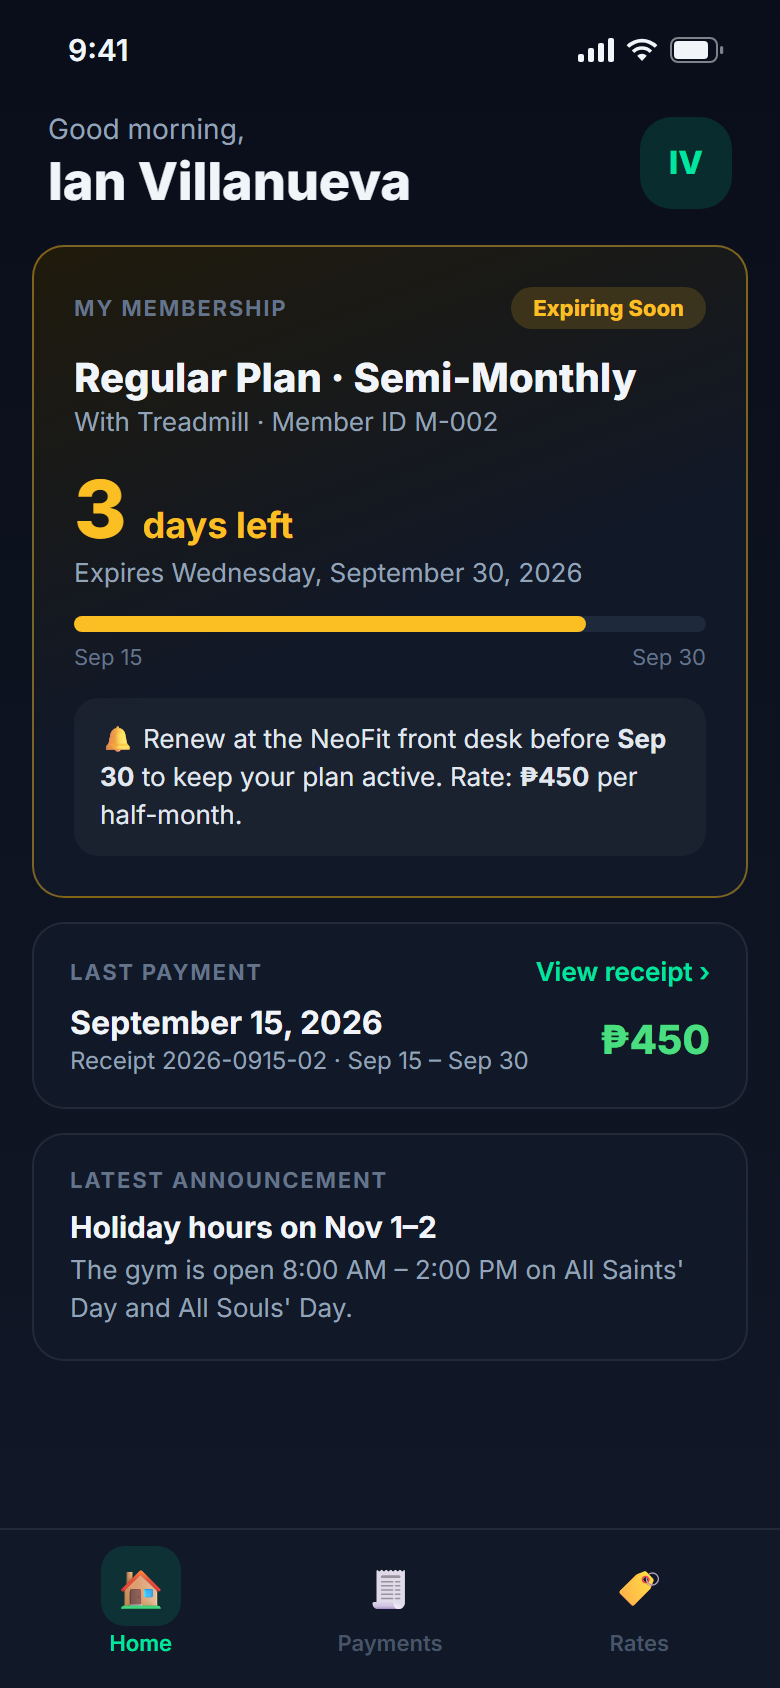 9:41
Good morning,
Ian Villanueva
IV
MY MEMBERSHIP
Expiring Soon
Regular Plan · Semi-Monthly
With Treadmill · Member ID M-002
3 days left
Expires Wednesday, September 30, 2026
Sep 15
Sep 30
🔔 Renew at the NeoFit front desk before Sep
30 to keep your plan active. Rate: ₱450 per
half-month.
LAST PAYMENT
View receipt ›
September 15, 2026
₱450
Receipt 2026-0915-02 · Sep 15 – Sep 30
LATEST ANNOUNCEMENT
Holiday hours on Nov 1–2
The gym is open 8:00 AM – 2:00 PM on All Saints'
Day and All Souls' Day.
Home
Payments
Rates